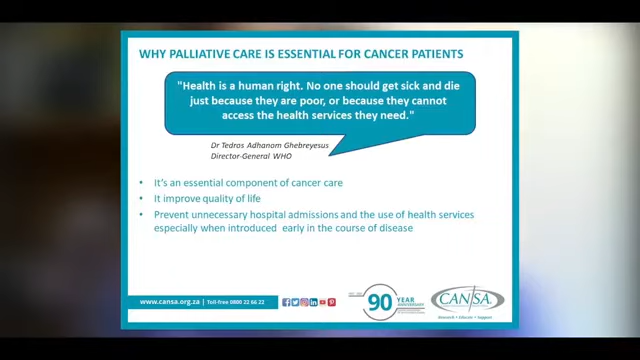 WHY PALLIATIVE CARE IS ESSENTIAL FOR CANCER PATIENTS
"Health is a human right. No one should get sick and die
just because they are poor, or because they cannot
access the health services they need."
Dr Tedros Adhanom Ghebreyesus
Director-General WHO
• It's an essential component of cancer care
• It improve quality of life
• Prevent unnecessary hospital admissions and the use of health services
especially when introduced early in the course of disease
www.cansa.org.za | Toll-free 0800 22 66 22
90 YEAR
ANNIVERSARY
CANSA
Research • Educate • Support